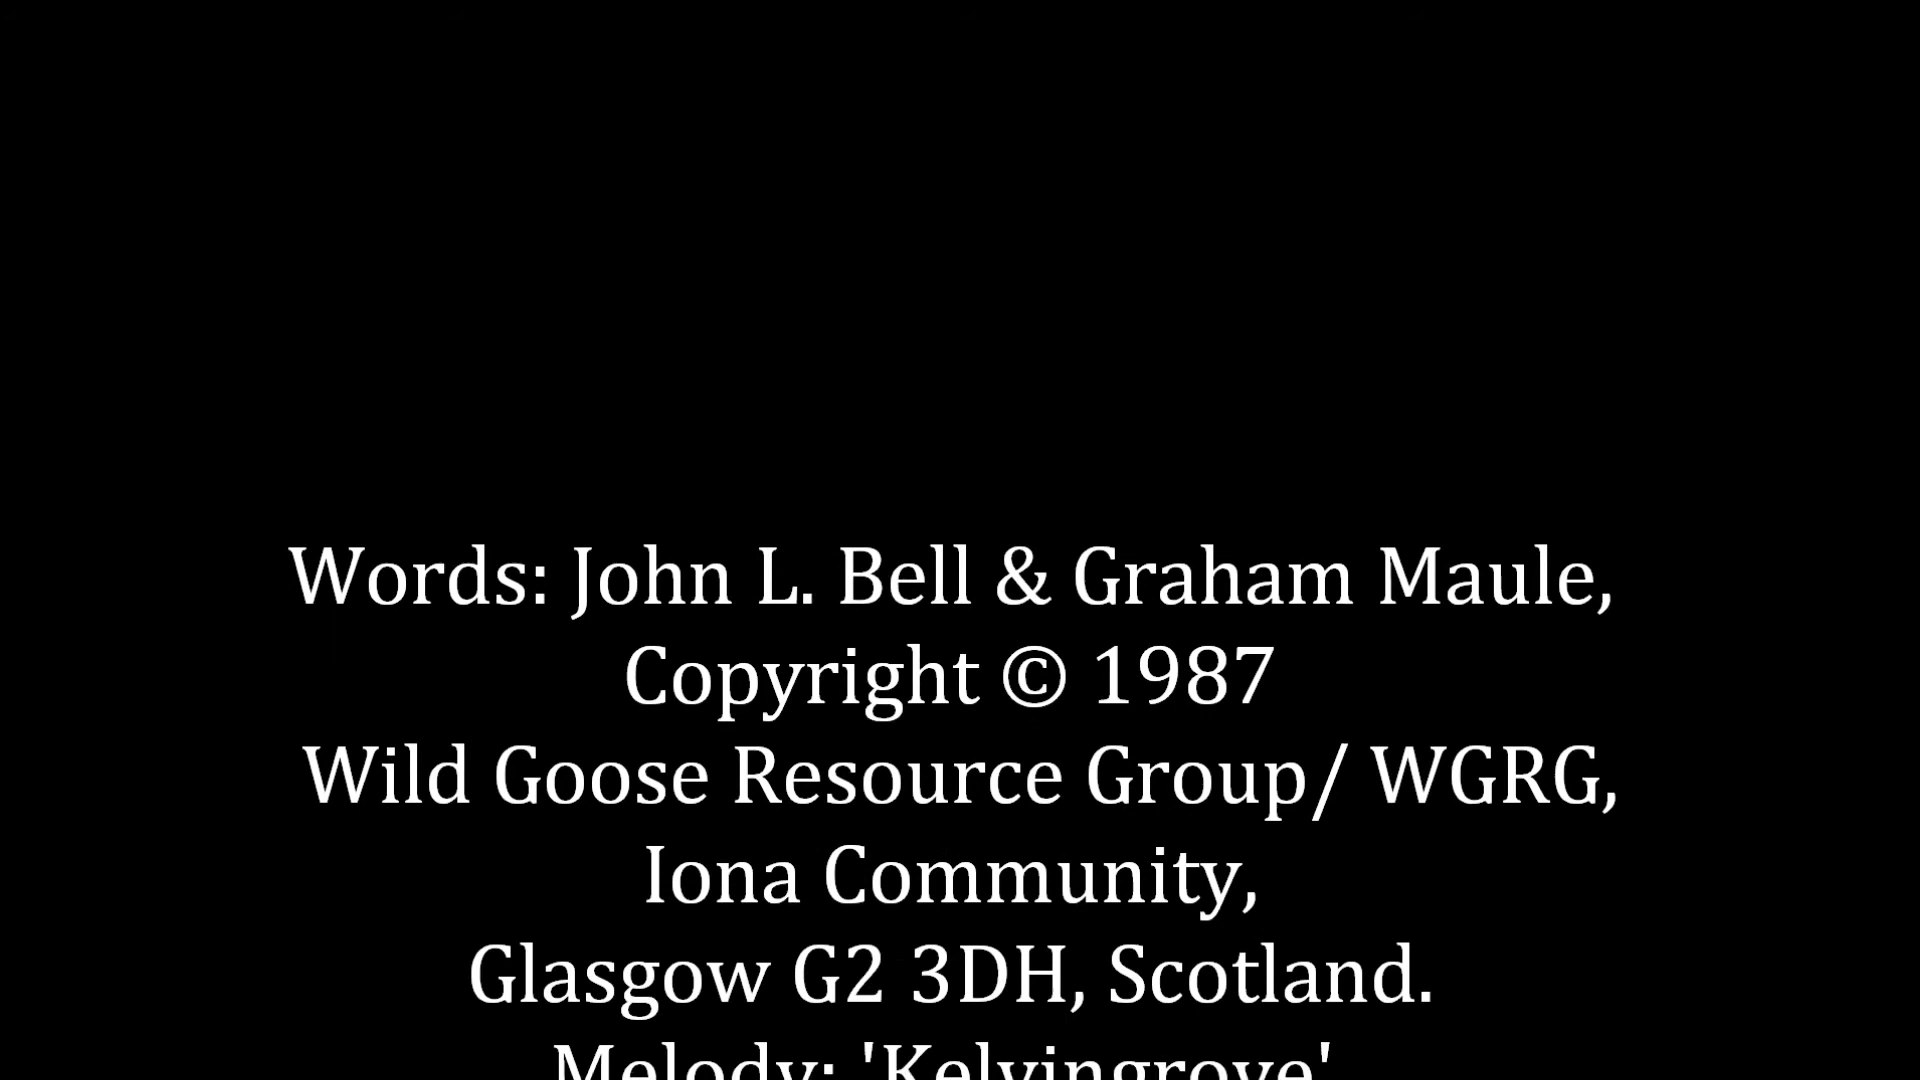 Words: John L. Bell & Graham Maule,
Copyright © 1987
Wild Goose Resource Group/ WGRG,
Iona Community,
Glasgow G2 3DH, Scotland.
Melody: 'Kelvingrove'